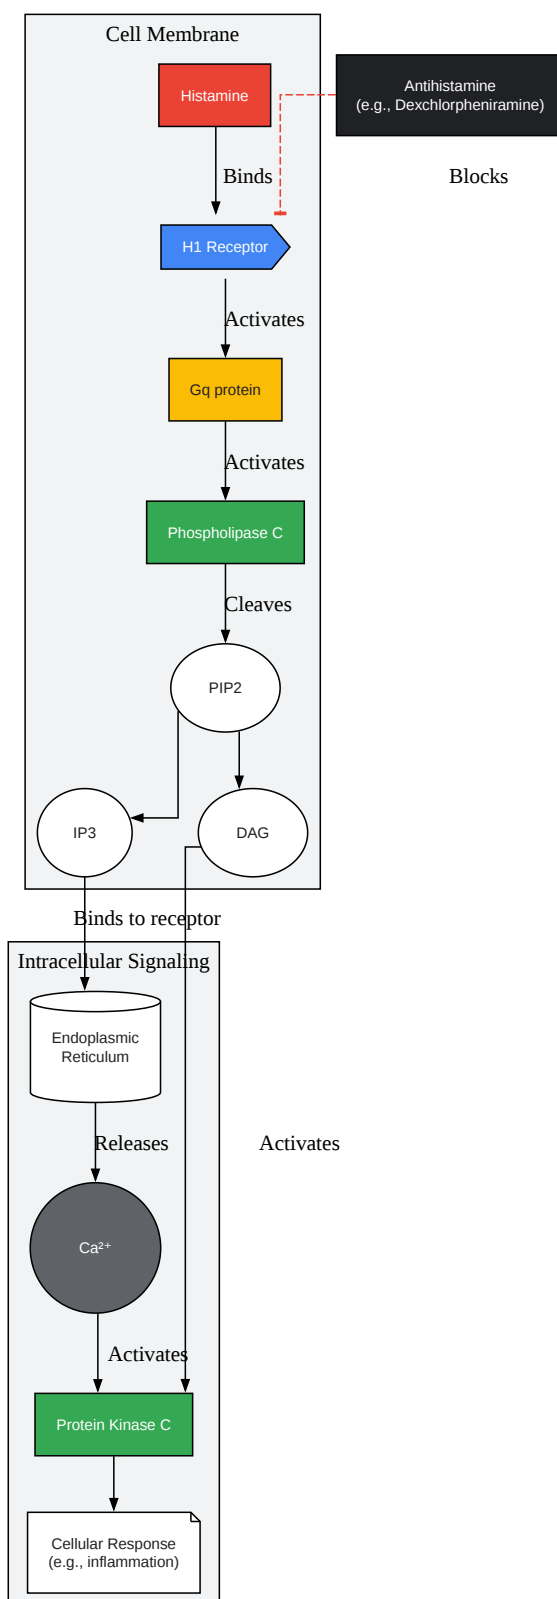 Cell Membrane
Histamine
Antihistamine
(e.g., Dexchlorpheniramine)
Binds
Blocks
H1 Receptor
Activates
Gq protein
Activates
Phospholipase C
Cleaves
PIP2
IP3
DAG
Binds to receptor
Intracellular Signaling
Endoplasmic
Reticulum
Releases
Activates
Ca²⁺
Activates
Protein Kinase C
Cellular Response
(e.g., inflammation)